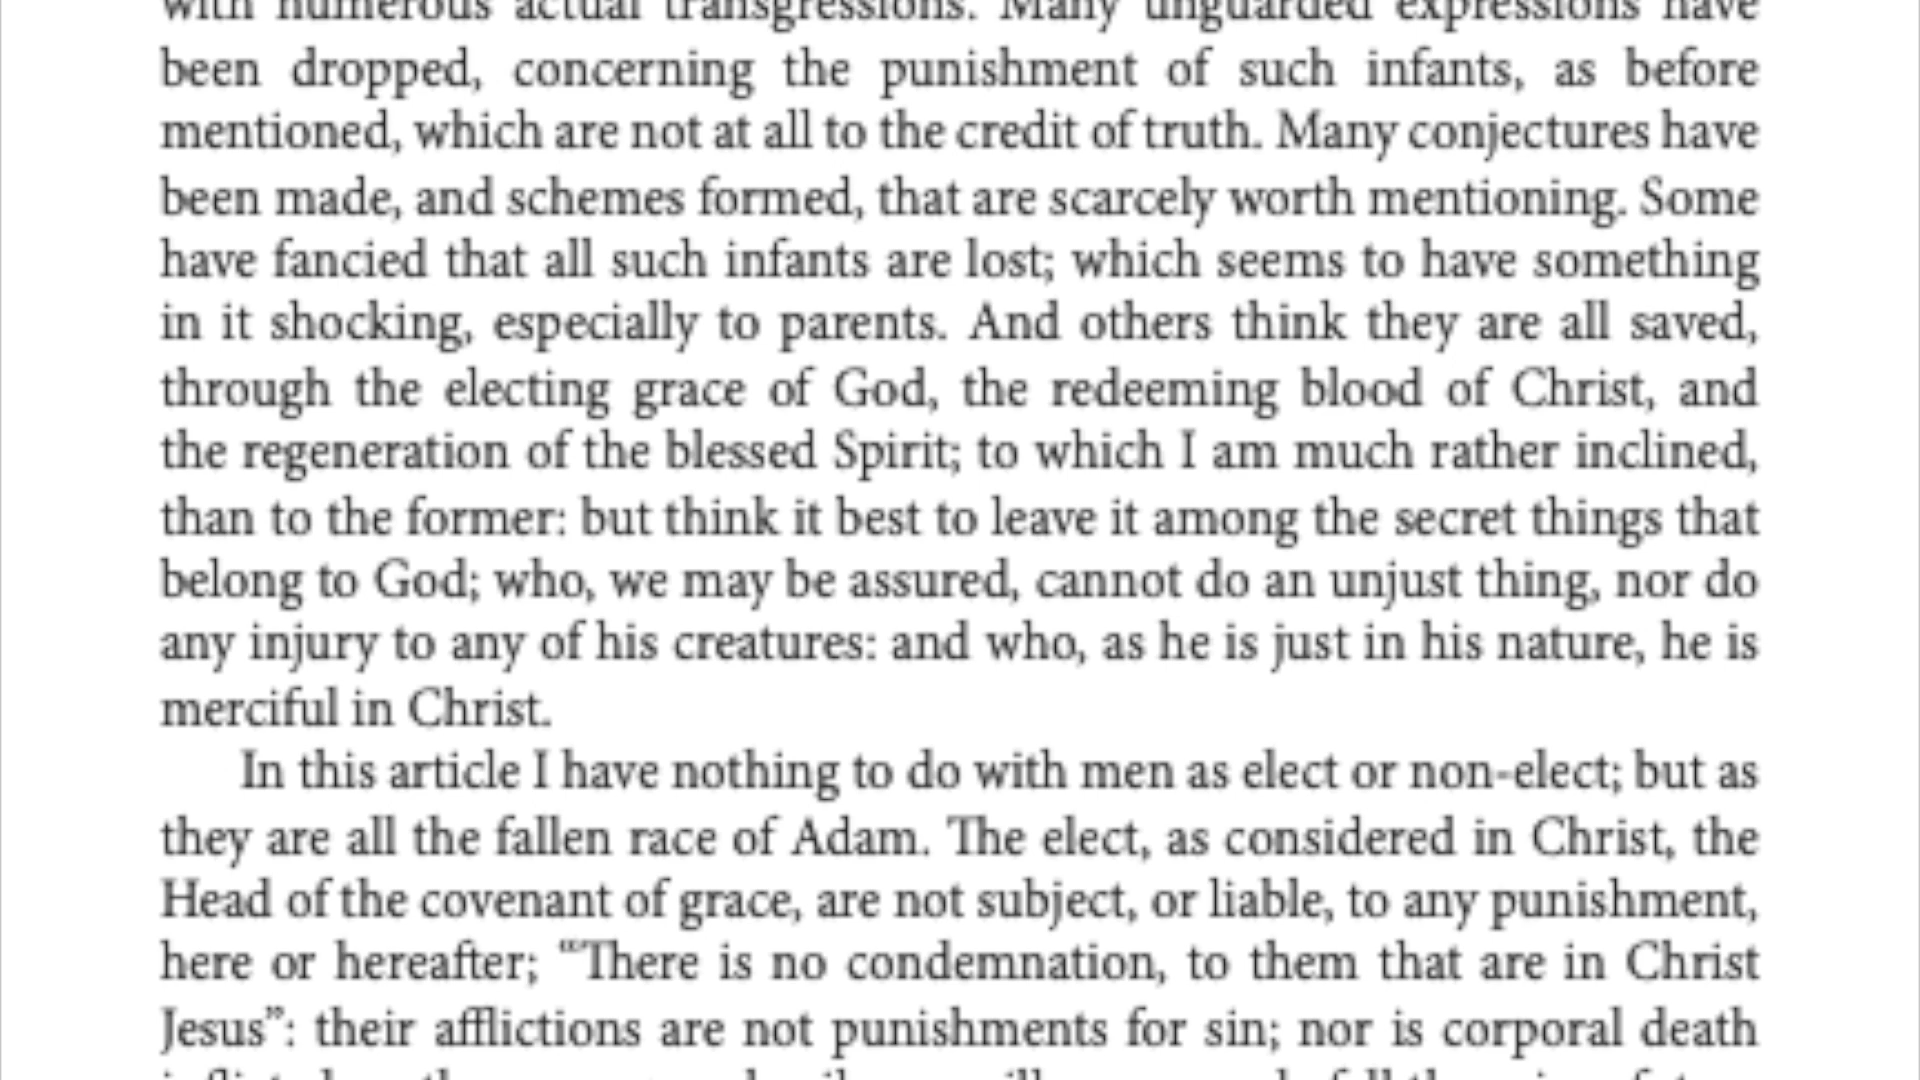 with numerous actual transgressions. Many unguarded expressions have
been dropped, concerning the punishment of such infants, as before
mentioned, which are not at all to the credit of truth. Many conjectures have
been made, and schemes formed, that are scarcely worth mentioning. Some
have fancied that all such infants are lost; which seems to have something
in it shocking, especially to parents. And others think they are all saved,
through the electing grace of God, the redeeming blood of Christ, and
the regeneration of the blessed Spirit; to which I am much rather inclined,
than to the former: but think it best to leave it among the secret things that
belong to God; who, we may be assured, cannot do an unjust thing, nor do
any injury to any of his creatures: and who, as he is just in his nature, he is
merciful in Christ.
In this article I have nothing to do with men as elect or non-elect; but as
they are all the fallen race of Adam. The elect, as considered in Christ, the
Head of the covenant of grace, are not subject, or liable, to any punishment,
here or hereafter; “There is no condemnation, to them that are in Christ
Jesus”: their afflictions are not punishments for sin; nor is corporal death